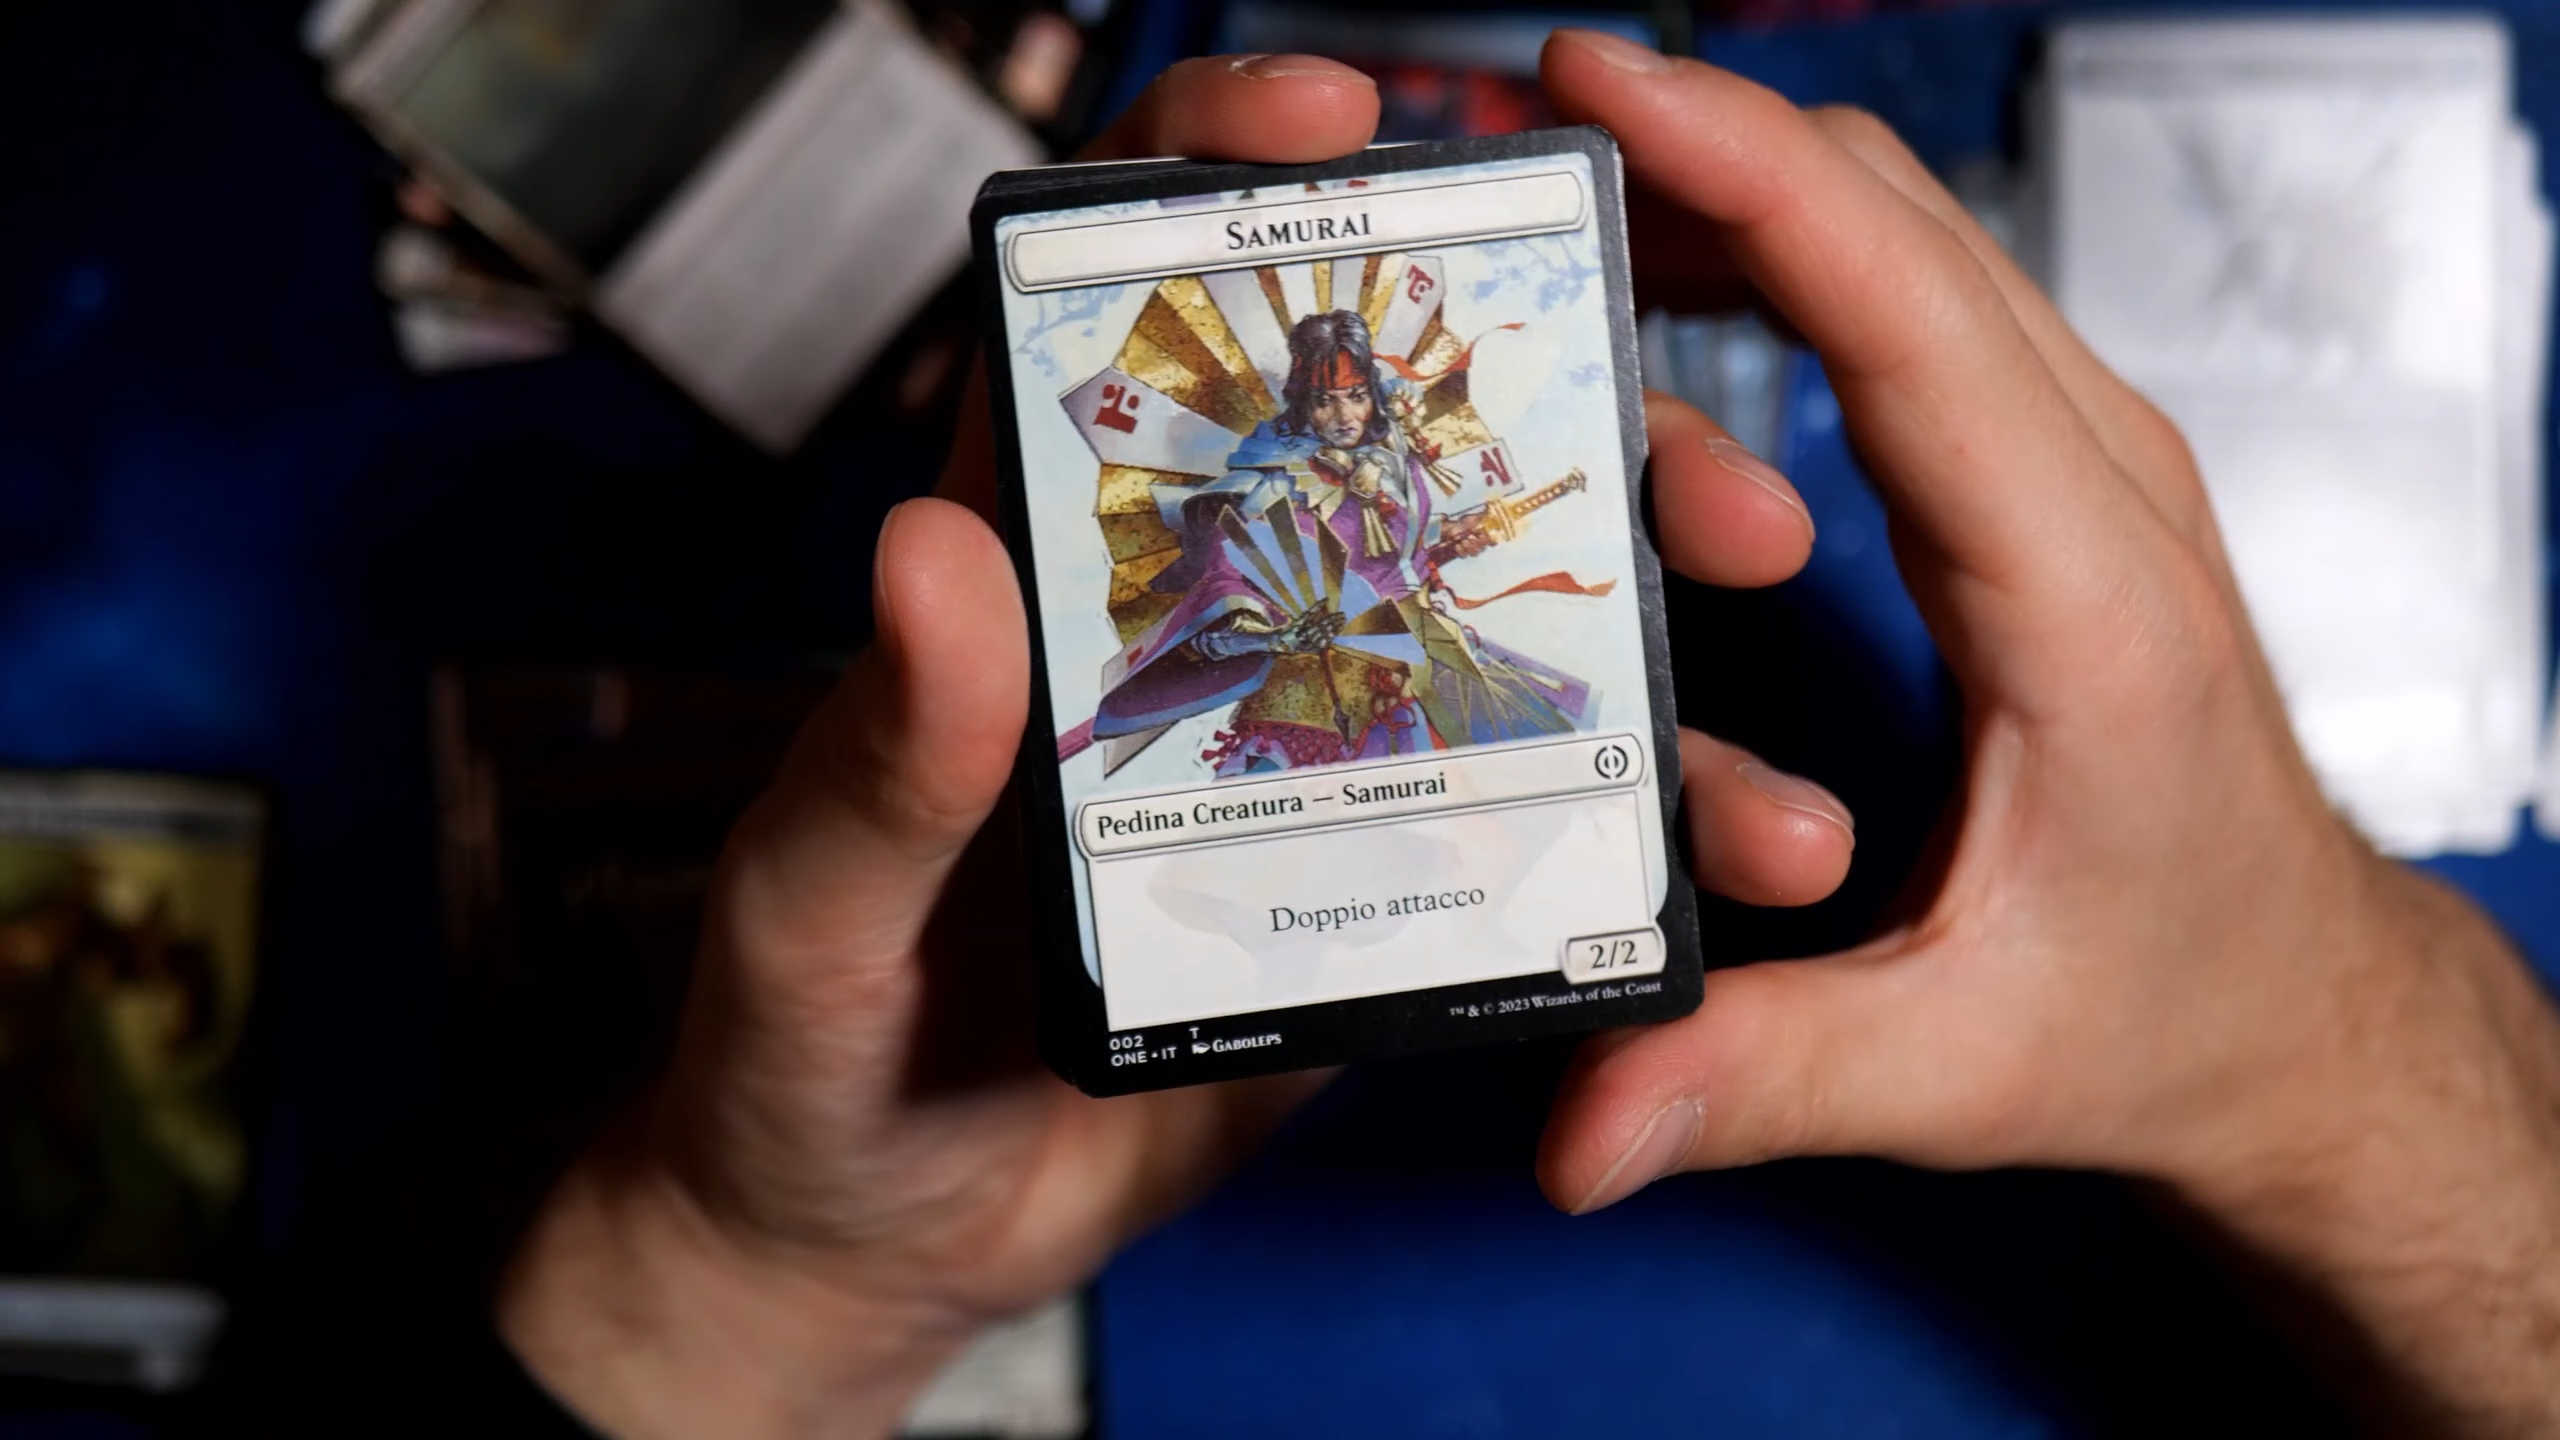 SAMURAI
Pedina Creatura — Samurai
Doppio attacco
2/2
™ & © 2023 Wizards of the Coast
002 T
ONE • IT GABOLEPS